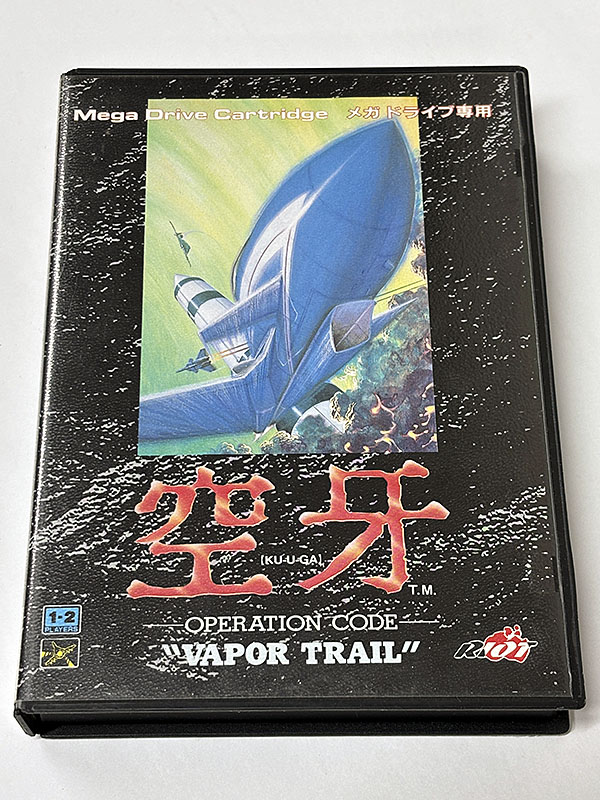 Mega Drive Cartridge メガドライブ専用
空牙
[KU-U-GA]
T.M.
OPERATION CODE
"VAPOR TRAIL"
1-2
PLAYERS
RIOT